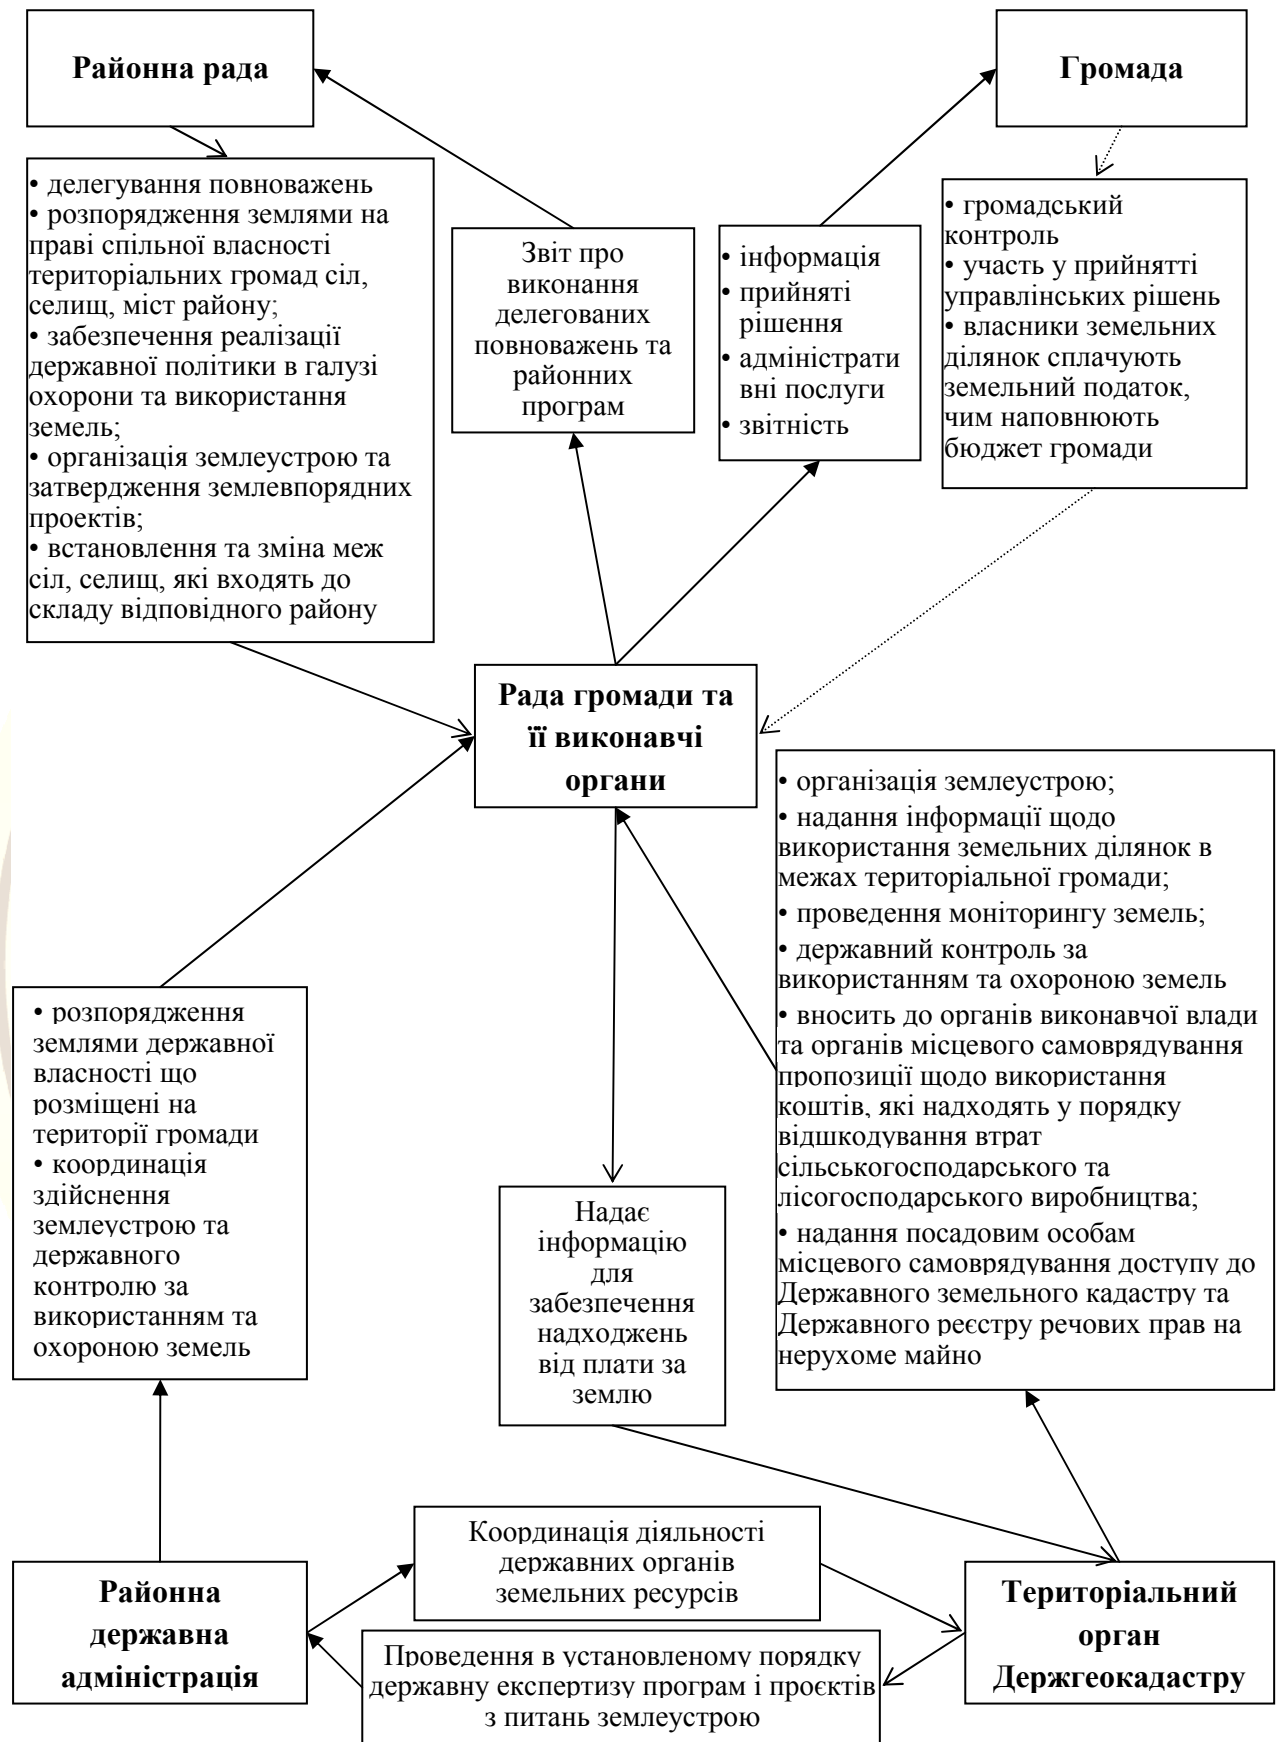 Районна рада
Громада
• делегування повноважень
• розпорядження землями на
праві спільної власності
територіальних громад сіл,
селищ, міст району;
• забезпечення реалізації
державної політики в галузі
охорони та використання
земель;
• організація землеустрою та
затвердження землевпорядних
проектів;
• встановлення та зміна меж
сіл, селищ, які входять до
складу відповідного району
Звіт про
виконання
делегованих
повноважень та
районних
програм
• інформація
• прийняті
рішення
• адміністрати
вні послуги
• звітність
• громадський
контроль
• участь у прийнятті
управлінських рішень
• власники земельних
ділянок сплачують
земельний податок,
чим наповнюють
бюджет громади
Рада громади та
її виконавчі
органи
• організація землеустрою;
• надання інформації щодо
використання земельних ділянок в
межах територіальної громади;
• проведення моніторингу земель;
• державний контроль за
використанням та охороною земель
• вносить до органів виконавчої влади
та органів місцевого самоврядування
пропозиції щодо використання
коштів, які надходять у порядку
відшкодування втрат
сільськогосподарського та
лісогосподарського виробництва;
• надання посадовим особам
місцевого самоврядування доступу до
Державного земельного кадастру та
Державного реєстру речових прав на
нерухоме майно
• розпорядження
землями державної
власності що
розміщені на
території громади
• координація
здійснення
землеустрою та
державного
контролю за
використанням та
охороною земель
Надає
інформацію
для
забезпечення
надходжень
від плати за
землю
Координація діяльності
державних органів
земельних ресурсів
Районна
державна
адміністрація
Територіальний
орган
Держгеокадастру
Проведення в установленому порядку
державну експертизу програм і проєктів
з питань землеустрою